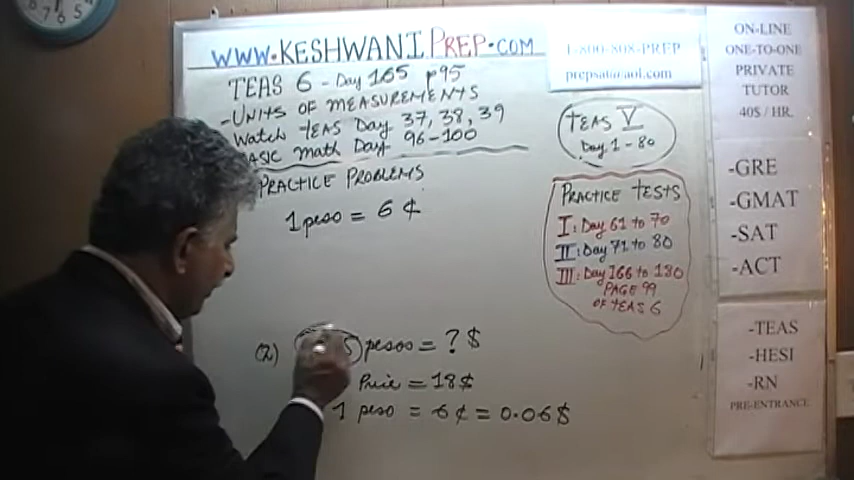 7 6 5
WWW.KESHWANIPREP.COM
TEAS 6 - Day 165 p95
- UNITS OF MEASUREMENTS
Watch TEAS Day 37, 38, 39
BASIC Math Day 96-100
PRACTICE PROBLEMS
1 peso = 6 ¢
(2) pesos = ? $
Price = 18$
1 peso = 6¢ = 0.06$
1-800-808-PREP
TEAS V
Day 1 - 80
PRACTICE TESTS
I: Day 61 to 70
II: Day 71 to 80
III: Day 166 to 180
PAGE 99
OF TEAS 6
ON-LINE
ONE-TO-ONE
PRIVATE
TUTOR
40$ / HR.
-GRE
-GMAT
-SAT
-ACT
-TEAS
-HESI
-RN
PRE-ENTRANCE